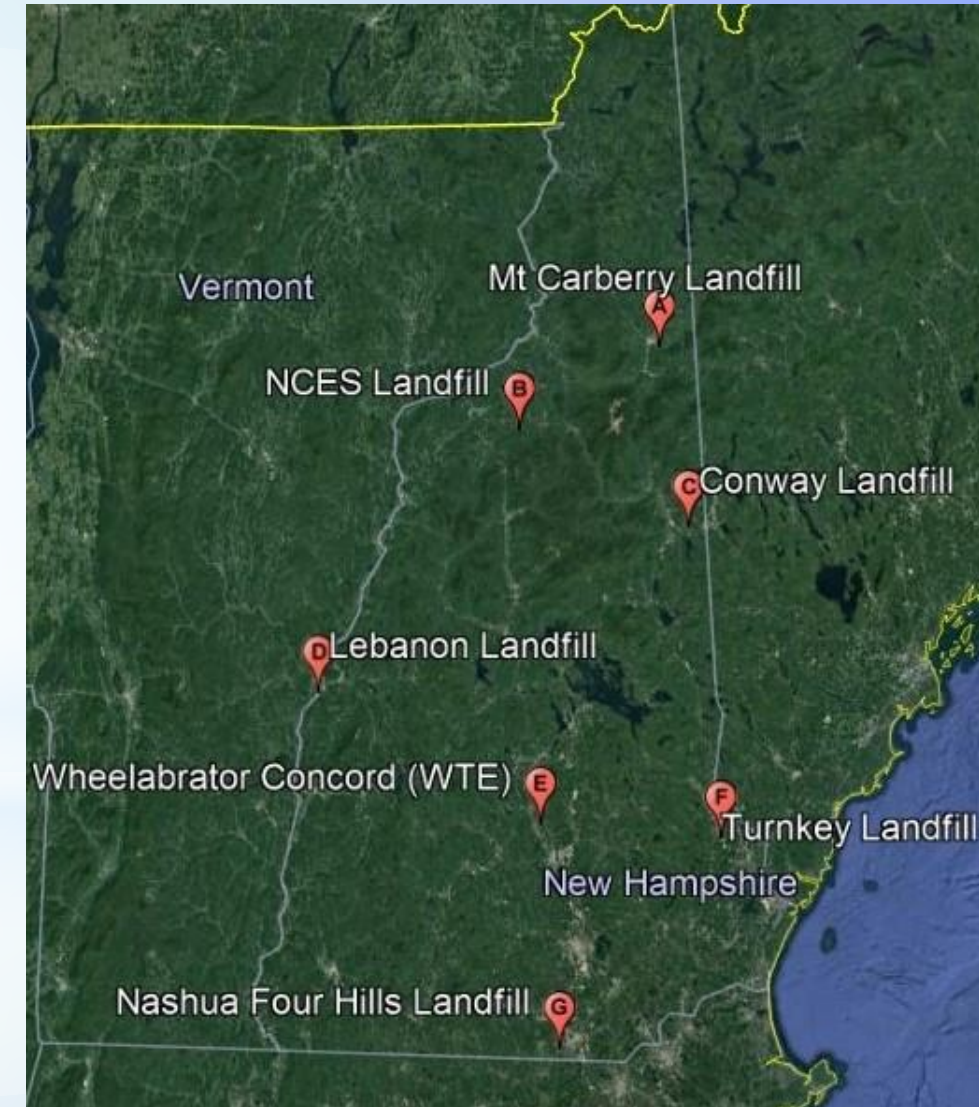 Vermont
Mt Carberry Landfill
A
NCES Landfill
B
C
Conway Landfill
D
Lebanon Landfill
Wheelabrator Concord (WTE)
E
F
Turnkey Landfill
New Hampshire
Nashua Four Hills Landfill
G